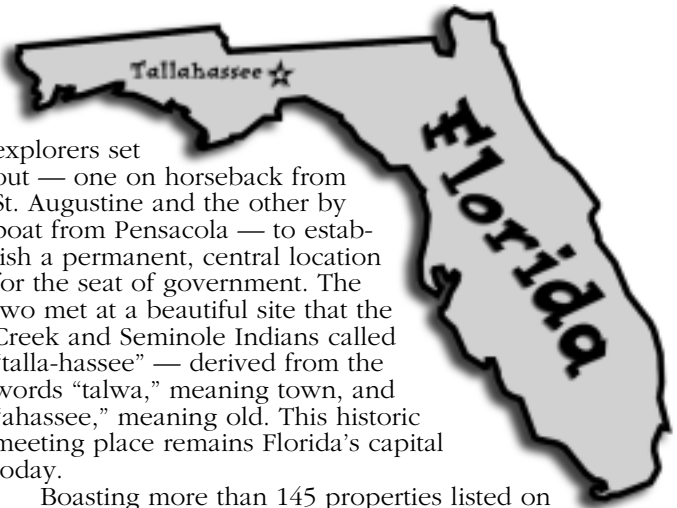 Tallahassee
Florida
explorers set
out — one on horseback from
St. Augustine and the other by
boat from Pensacola — to estab-
lish a permanent, central location
for the seat of government. The
two met at a beautiful site that the
Creek and Seminole Indians called
“talla-hassee” — derived from the
words “talwa,” meaning town, and
“ahassee,” meaning old. This historic
meeting place remains Florida’s capital
today.
Boasting more than 145 properties listed on